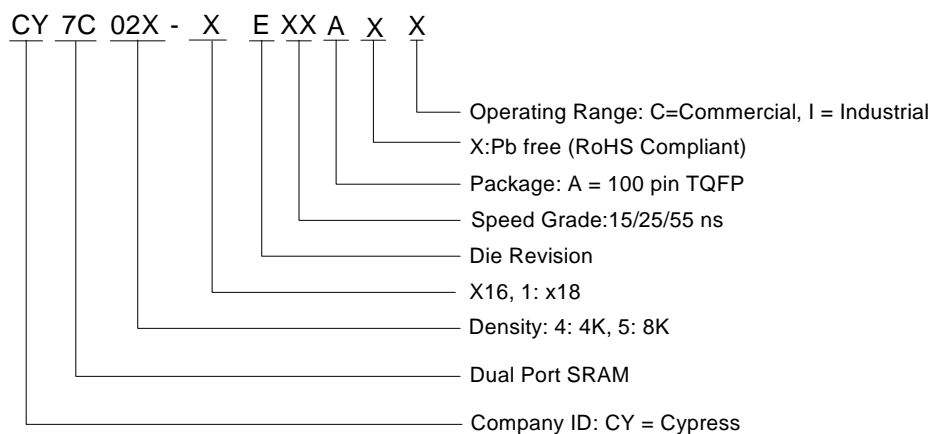 CY 7C 02X - X E XX A X X
Operating Range: C=Commercial, I = Industrial
X:Pb free (RoHS Compliant)
Package: A = 100 pin TQFP
Speed Grade:15/25/55 ns
Die Revision
X16, 1: x18
Density: 4: 4K, 5: 8K
Dual Port SRAM
Company ID: CY = Cypress